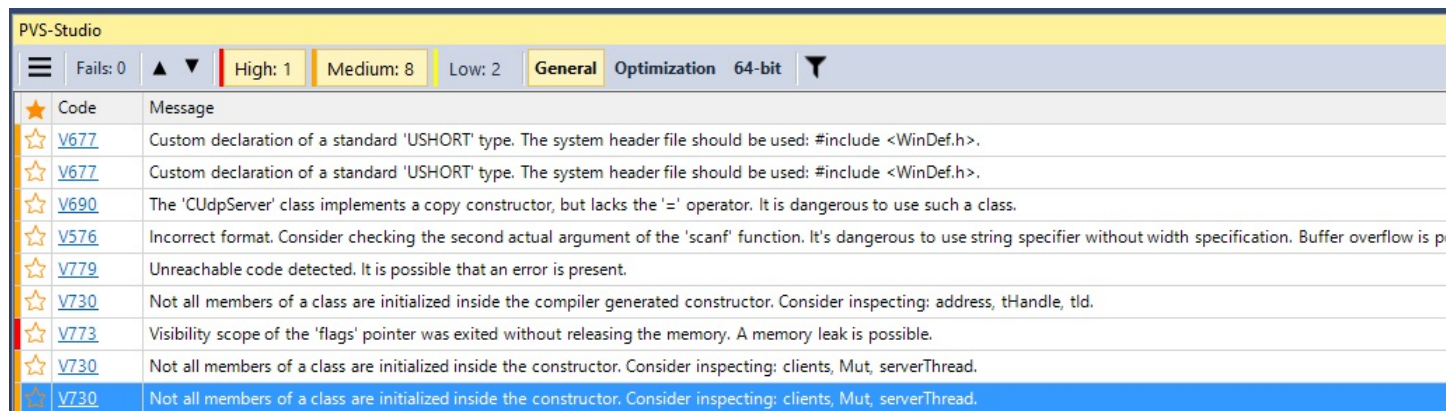 PVS-Studio
Fails: 0 High: 1 Medium: 8 Low: 2 General Optimization 64-bit
Code Message
V677 Custom declaration of a standard 'USHORT' type. The system header file should be used: #include <WinDef.h>.
V677 Custom declaration of a standard 'USHORT' type. The system header file should be used: #include <WinDef.h>.
V690 The 'CUdpServer' class implements a copy constructor, but lacks the '=' operator. It is dangerous to use such a class.
V576 Incorrect format. Consider checking the second actual argument of the 'scanf' function. It's dangerous to use string specifier without width specification. Buffer overflow is
V779 Unreachable code detected. It is possible that an error is present.
V730 Not all members of a class are initialized inside the compiler generated constructor. Consider inspecting: address, tHandle, tId.
V773 Visibility scope of the 'flags' pointer was exited without releasing the memory. A memory leak is possible.
V730 Not all members of a class are initialized inside the constructor. Consider inspecting: clients, Mut, serverThread.
V730 Not all members of a class are initialized inside the constructor. Consider inspecting: clients, Mut, serverThread.